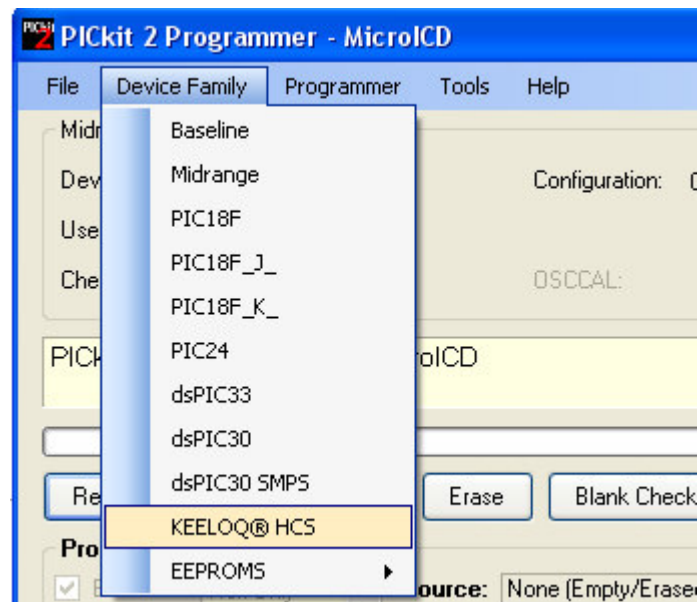 PICkit 2 Programmer - MicroICD
File Device Family Programmer Tools Help
Baseline
Midrange
Configuration:
PIC18F
PIC18F_J_
OSCCAL:
PIC18F_K_
PIC24
dsPIC33
dsPIC30
dsPIC30 SMPS
Erase Blank Check
KEELOQ® HCS
EEPROMS
None (Empty/Erase